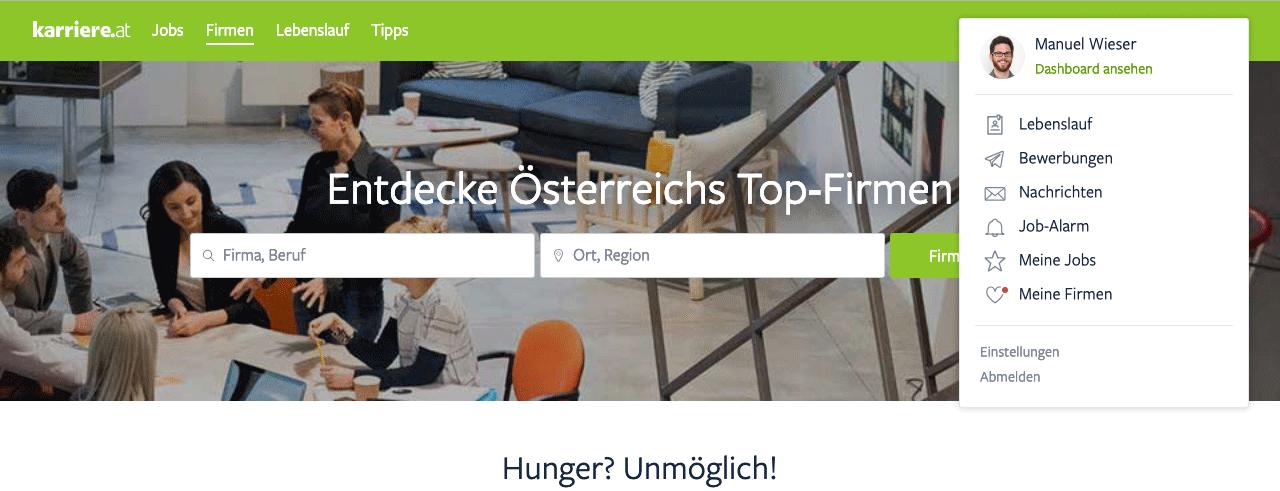 karriere.at Jobs Firmen Lebenslauf Tipps
Manuel Wieser
Dashboard ansehen
Lebenslauf
Bewerbungen
Nachrichten
Job-Alarm
Meine Jobs
Meine Firmen
Einstellungen
Abmelden
Entdecke Österreichs Top-Firmen
Firma, Beruf
Ort, Region
Firm
Hunger? Unmöglich!